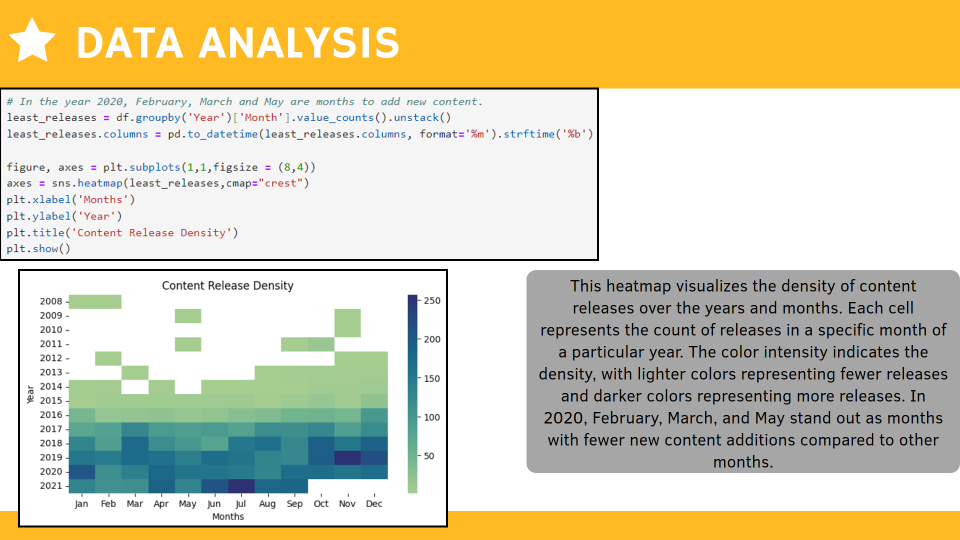 DATA ANALYSIS
# In the year 2020, February, March and May are months to add new content.
least_releases = df.groupby('Year')['Month'].value_counts().unstack()
least_releases.columns = pd.to_datetime(least_releases.columns, format='%m').strftime('%b')
figure, axes = plt.subplots(1,1,figsize = (8,4))
axes = sns.heatmap(least_releases,cmap="crest")
plt.xlabel('Months')
plt.ylabel('Year')
plt.title('Content Release Density')
plt.show()
Content Release Density
Year
2008
2009
2010
2011
2012
2013
2014
2015
2016
2017
2018
2019
2020
2021
Jan Feb Mar Apr May Jun Jul Aug Sep Oct Nov Dec
Months
250
200
150
100
50
This heatmap visualizes the density of content
releases over the years and months. Each cell
represents the count of releases in a specific month of
a particular year. The color intensity indicates the
density, with lighter colors representing fewer releases
and darker colors representing more releases. In
2020, February, March, and May stand out as months
with fewer new content additions compared to other
months.